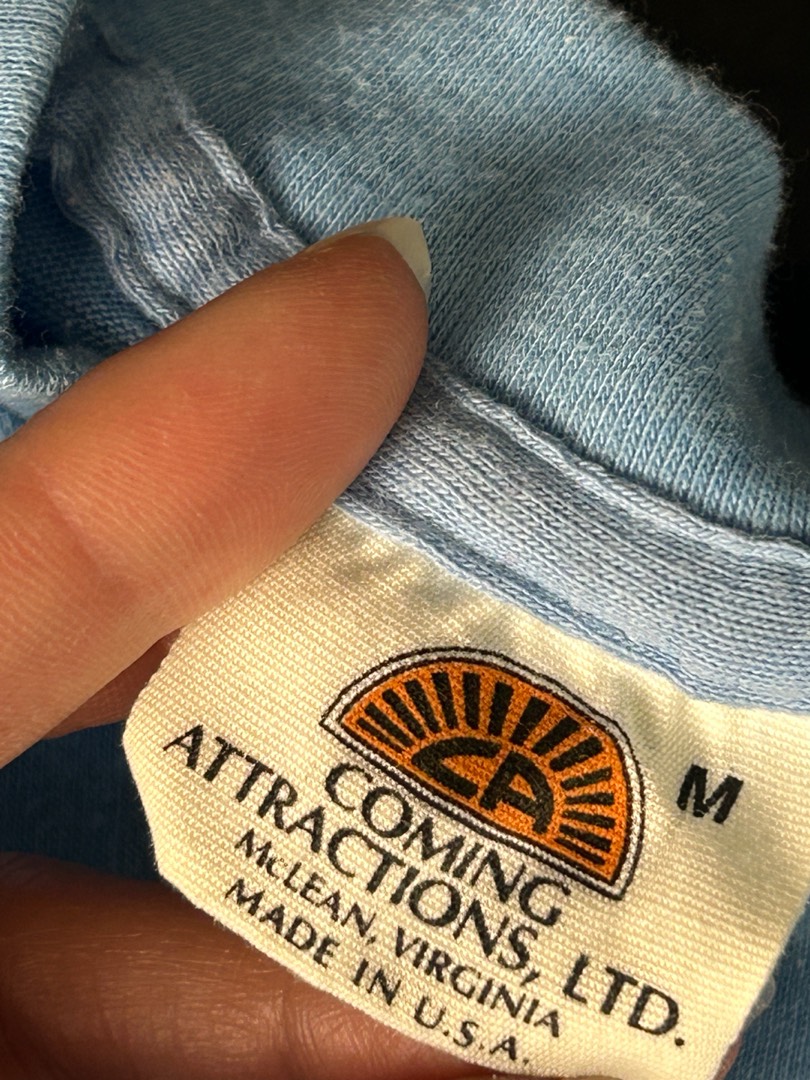 CA
M
COMING
ATTRACTIONS, LTD.
McLEAN, VIRGINIA
MADE IN U.S.A.